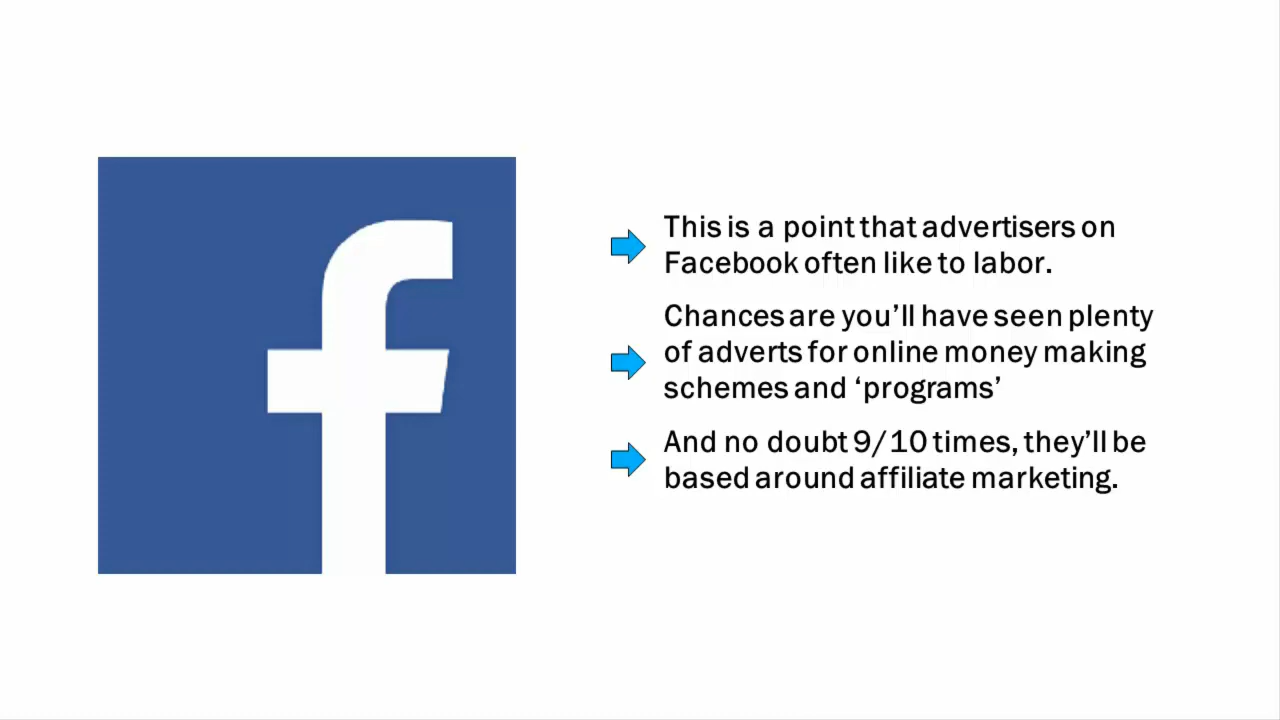 This is a point that advertisers on
Facebook often like to labor.
Chances are you’ll have seen plenty
of adverts for online money making
schemes and ‘programs’
And no doubt 9/10 times, they’ll be
based around affiliate marketing.